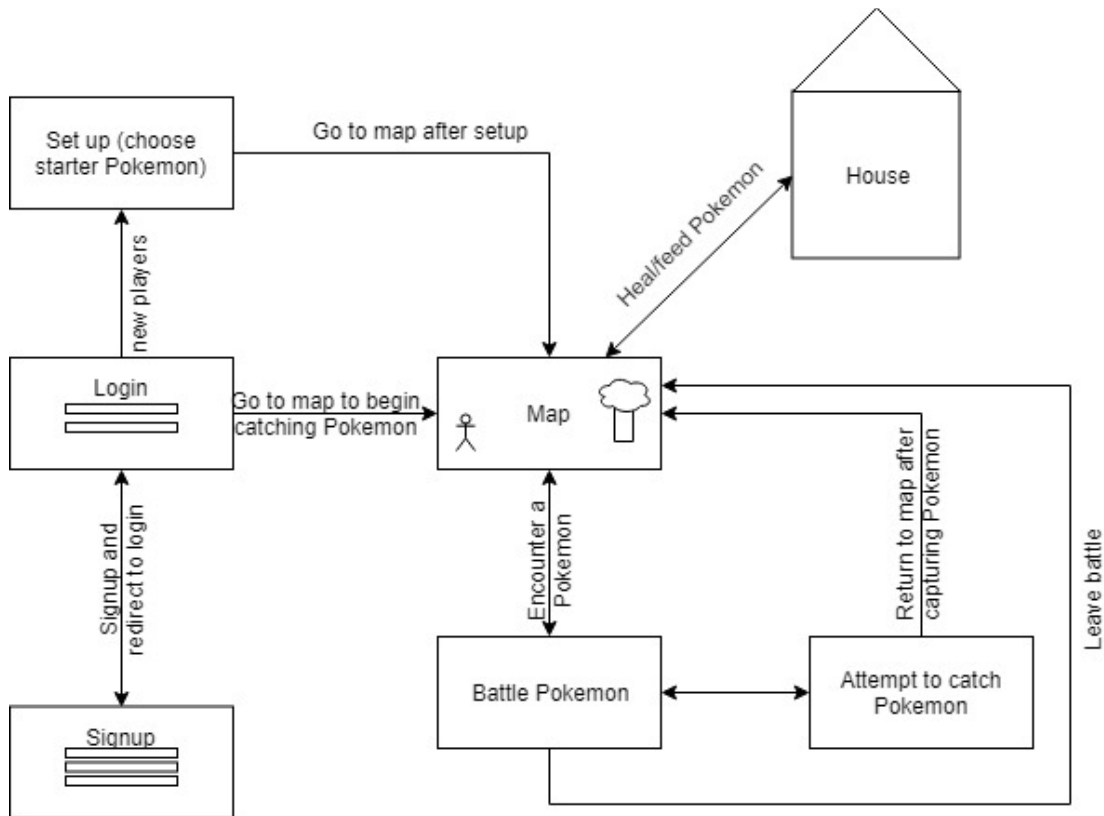 Set up (choose
starter Pokemon)
Go to map after setup
House
Heal/feed Pokemon
new players
Login
Go to map to begin
catching Pokemon
Map
Signup and
redirect to login
Encounter a
Pokemon
Return to map after
capturing Pokemon
Leave battle
Battle Pokemon
Attempt to catch
Pokemon
Signup